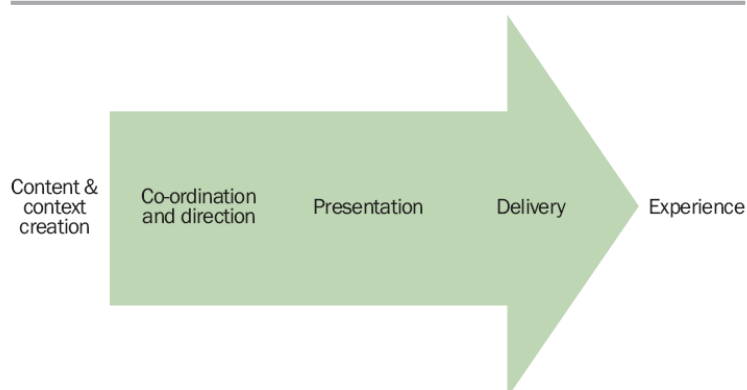 Content &
context
creation
Co-ordination
and direction
Presentation
Delivery
Experience